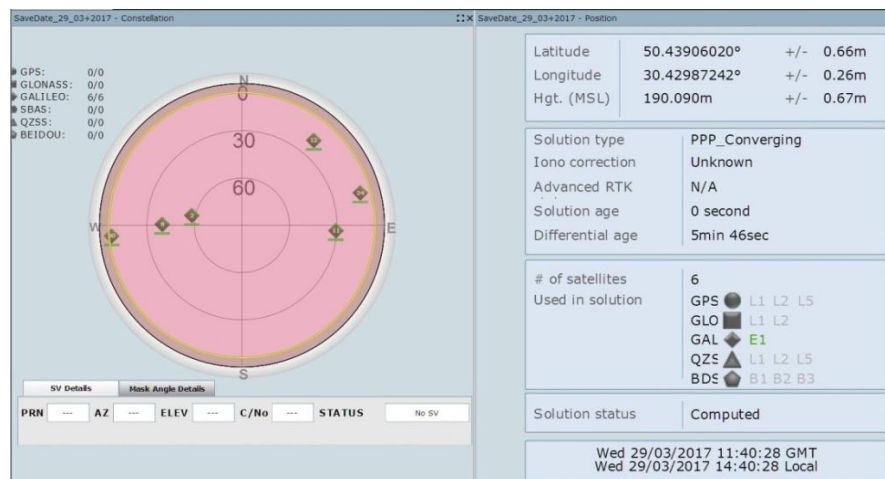 SaveDate_29_03+2017 - Constellation
GPS: 0/0
GLONASS: 0/0
GALILEO: 6/6
SBAS: 0/0
QZSS: 0/0
BEIDOU: 0/0
N
0
30
60
W
E
S
SV Details
Mask Angle Details
PRN --- AZ --- ELEV --- C/No --- STATUS No SV
SaveDate_29_03+2017 - Position
Latitude 50.43906020° +/- 0.66m
Longitude 30.42987242° +/- 0.26m
Hgt. (MSL) 190.090m +/- 0.67m
Solution type PPP_Converging
Iono correction Unknown
Advanced RTK N/A
Solution age 0 second
Differential age 5min 46sec
# of satellites 6
Used in solution
GPS L1 L2 L5
GLO L1 L2
GAL E1
QZS L1 L2 L5
BDS B1 B2 B3
Solution status Computed
Wed 29/03/2017 11:40:28 GMT
Wed 29/03/2017 14:40:28 Local